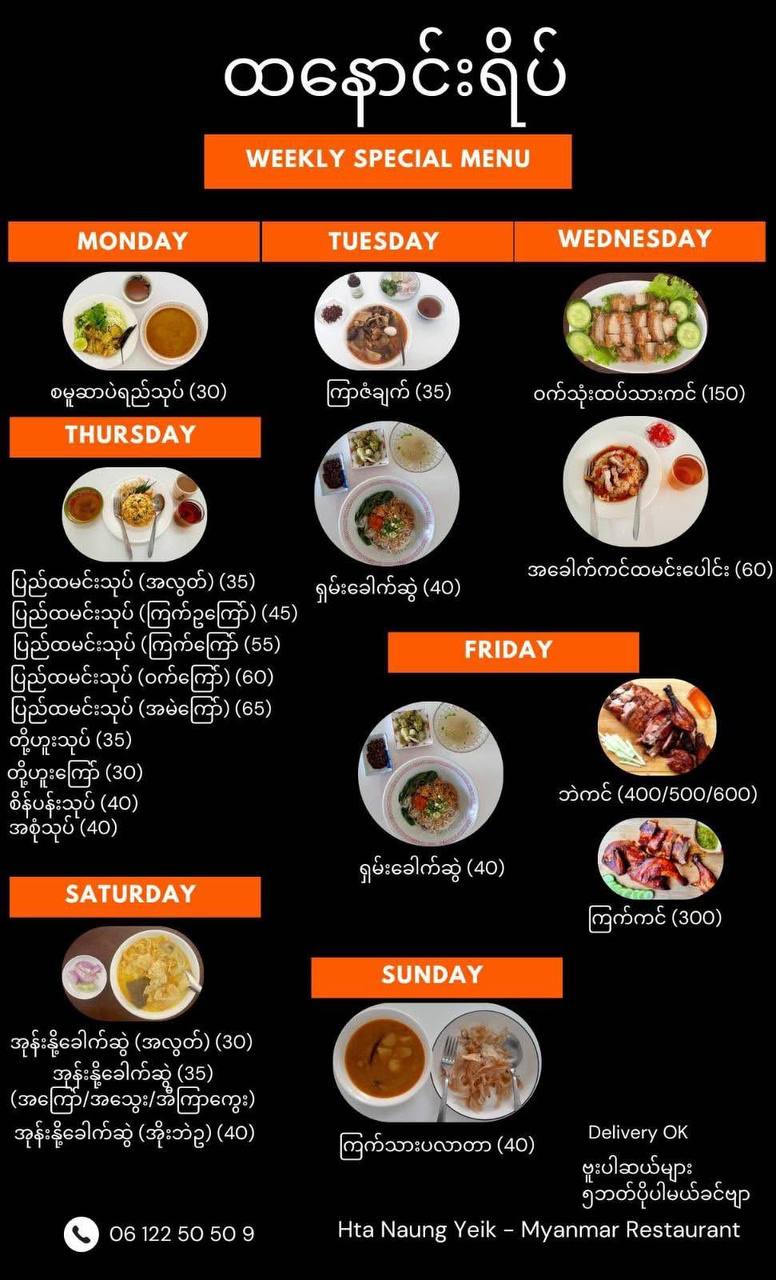 ထနောင်းရိပ်
WEEKLY SPECIAL MENU
MONDAY
စမူဆာပဲရည်သုပ် (30)
TUESDAY
ကြာဇံချက် (35)
ရှမ်းခေါက်ဆွဲ (40)
WEDNESDAY
ဝက်သုံးထပ်သားကင် (150)
အခေါက်ကင်ထမင်းပေါင်း (60)
THURSDAY
ပြည်ထမင်းသုပ် (အလွတ်) (35)
ပြည်ထမင်းသုပ် (ကြက်ဥကြော်) (45)
ပြည်ထမင်းသုပ် (ကြက်ကြော် (55)
ပြည်ထမင်းသုပ် (ဝက်ကြော်) (60)
ပြည်ထမင်းသုပ် (အမဲကြော်) (65)
တို့ဟူးသုပ် (35)
တို့ဟူးကြော် (30)
စိန်ပန်းသုပ် (40)
အစုံသုပ် (40)
FRIDAY
ရှမ်းခေါက်ဆွဲ (40)
ဘဲကင် (400/500/600)
ကြက်ကင် (300)
SATURDAY
အုန်းနို့ခေါက်ဆွဲ (အလွတ်) (30)
အုန်းနို့ခေါက်ဆွဲ (35)
(အကြော်/အသွေး/အီကြာကွေး)
အုန်းနို့ခေါက်ဆွဲ (အိုးဘဲဥ) (40)
SUNDAY
ကြက်သားပလာတာ (40)
Delivery OK
ဗူးပါဆယ်များ
၅ဘတ်ပိုပါမယ်ခင်ဗျာ
06 122 50 50 9
Hta Naung Yeik – Myanmar Restaurant